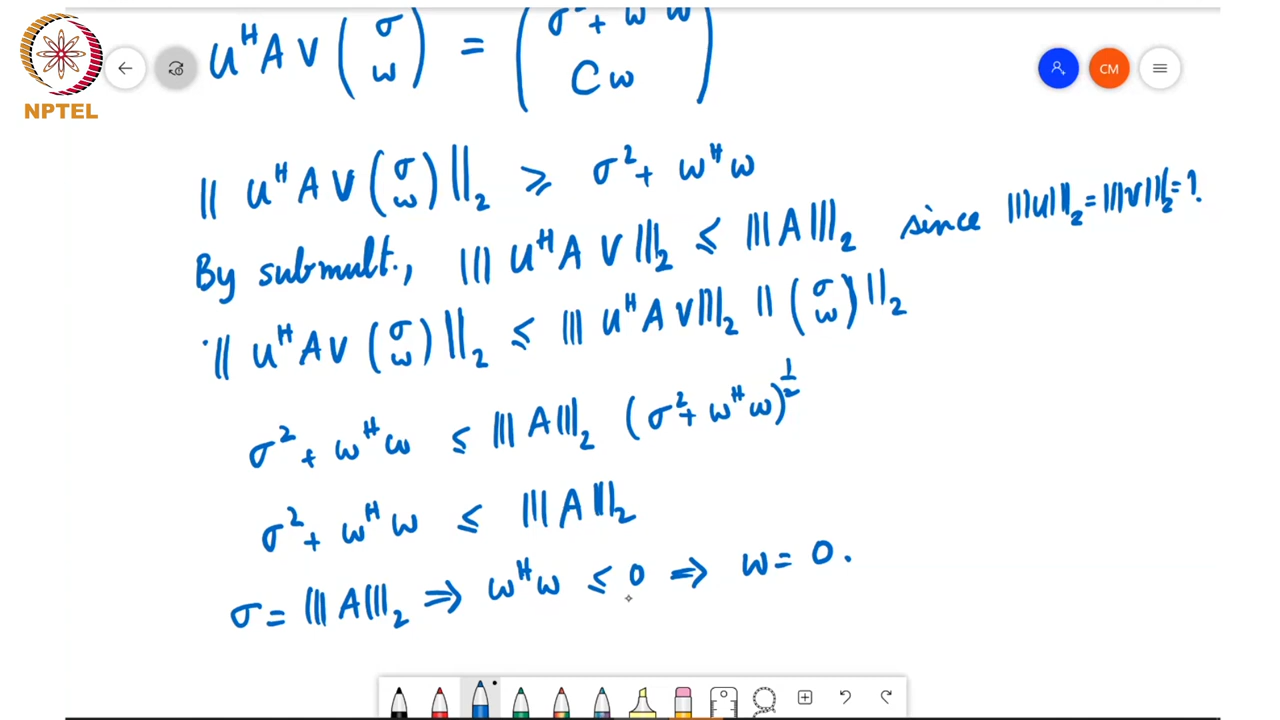 U^H A V (σ ω) = (σ² + ω^H ω  Cω)
NPTEL
CM
|| U^H A V (σ ω) ||₂ ≥ σ² + ω^H ω
By submult., ||| U^H A V |||₂ ≤ ||| A |||₂ since |||U|||₂ = |||V|||₂ = 1.
|| U^H A V (σ ω) ||₂ ≤ ||| U^H A V |||₂ || (σ ω) ||₂
σ² + ω^H ω ≤ ||| A |||₂ (σ² + ω^H ω)^½
σ² + ω^H ω ≤ ||| A |||₂
σ = ||| A |||₂ ⇒ ω^H ω ≤ 0 ⇒ ω = 0.